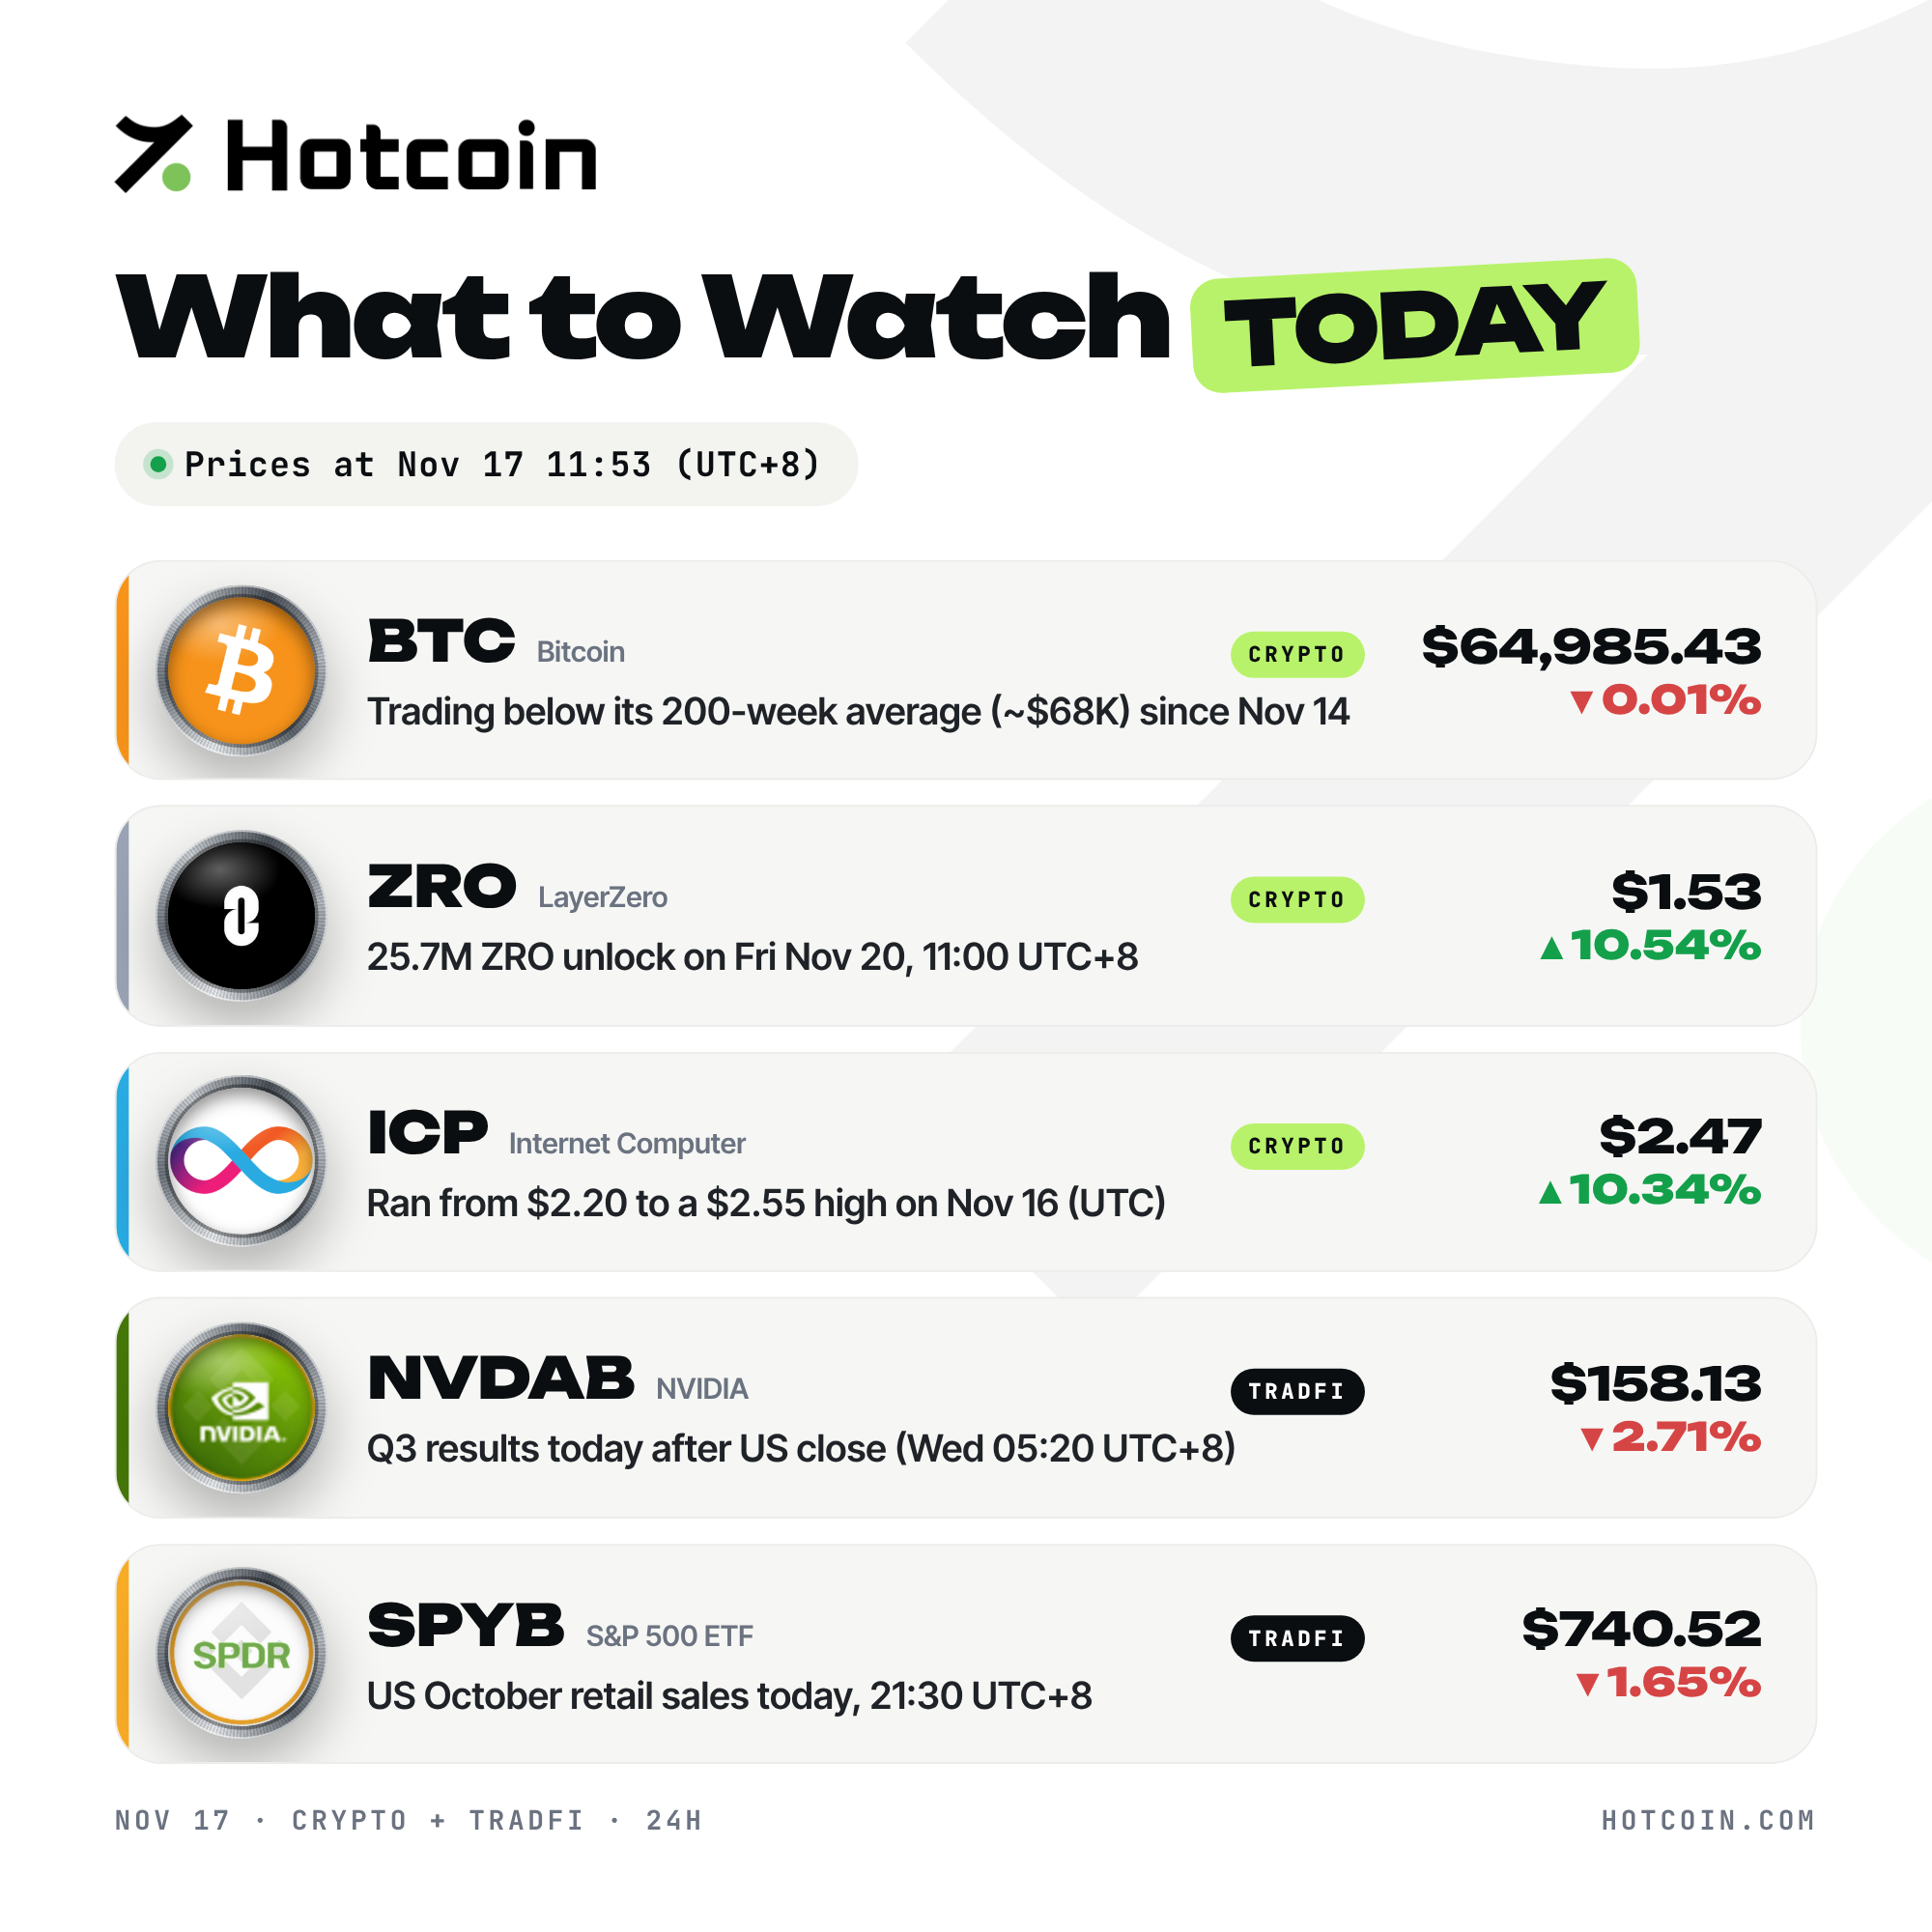 Hotcoin
What to Watch TODAY
Prices at Nov 17 11:53 (UTC+8)
BTC Bitcoin CRYPTO $64,985.43
Trading below its 200-week average (~$68K) since Nov 14 ▼0.01%
ZRO LayerZero CRYPTO $1.53
25.7M ZRO unlock on Fri Nov 20, 11:00 UTC+8 ▲10.54%
ICP Internet Computer CRYPTO $2.47
Ran from $2.20 to a $2.55 high on Nov 16 (UTC) ▲10.34%
NVIDIA.
NVDAB NVIDIA TRADFI $158.13
Q3 results today after US close (Wed 05:20 UTC+8) ▼2.71%
SPDR
SPYB S&P 500 ETF TRADFI $740.52
US October retail sales today, 21:30 UTC+8 ▼1.65%
NOV 17 · CRYPTO + TRADFI · 24H HOTCOIN.COM